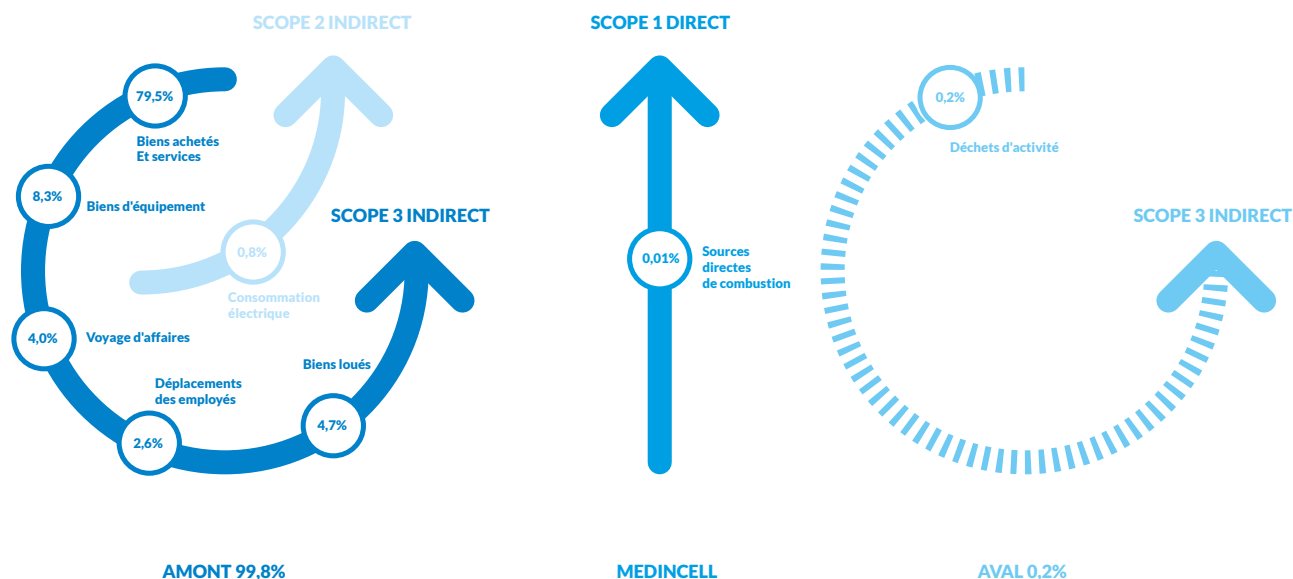 SCOPE 2 INDIRECT
SCOPE 1 DIRECT
79,5%
Biens achetés
Et services
8,3%
Biens d'équipement
SCOPE 3 INDIRECT
0,8%
Consommation
électrique
4,0%
Voyage d'affaires
Déplacements
des employés
2,6%
Biens loués
4,7%
0,01%
Sources
directes
de combustion
0,2%
Déchets d'activité
SCOPE 3 INDIRECT
AMONT 99,8%
MEDINCELL
AVAL 0,2%